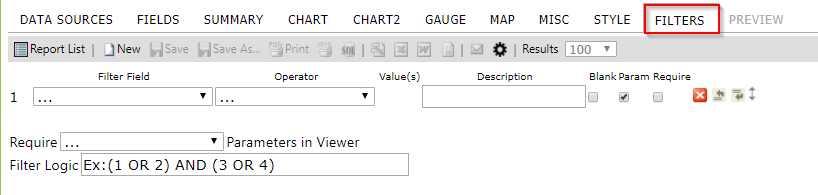 DATA SOURCES FIELDS SUMMARY CHART CHART2 GAUGE MAP MISC STYLE FILTERS PREVIEW
Report List | New Save Save As... Print SQL | | Results 100
Filter Field Operator Value(s) Description Blank Param Require
1 ... ...
Require ... Parameters in Viewer
Filter Logic Ex:(1 OR 2) AND (3 OR 4)